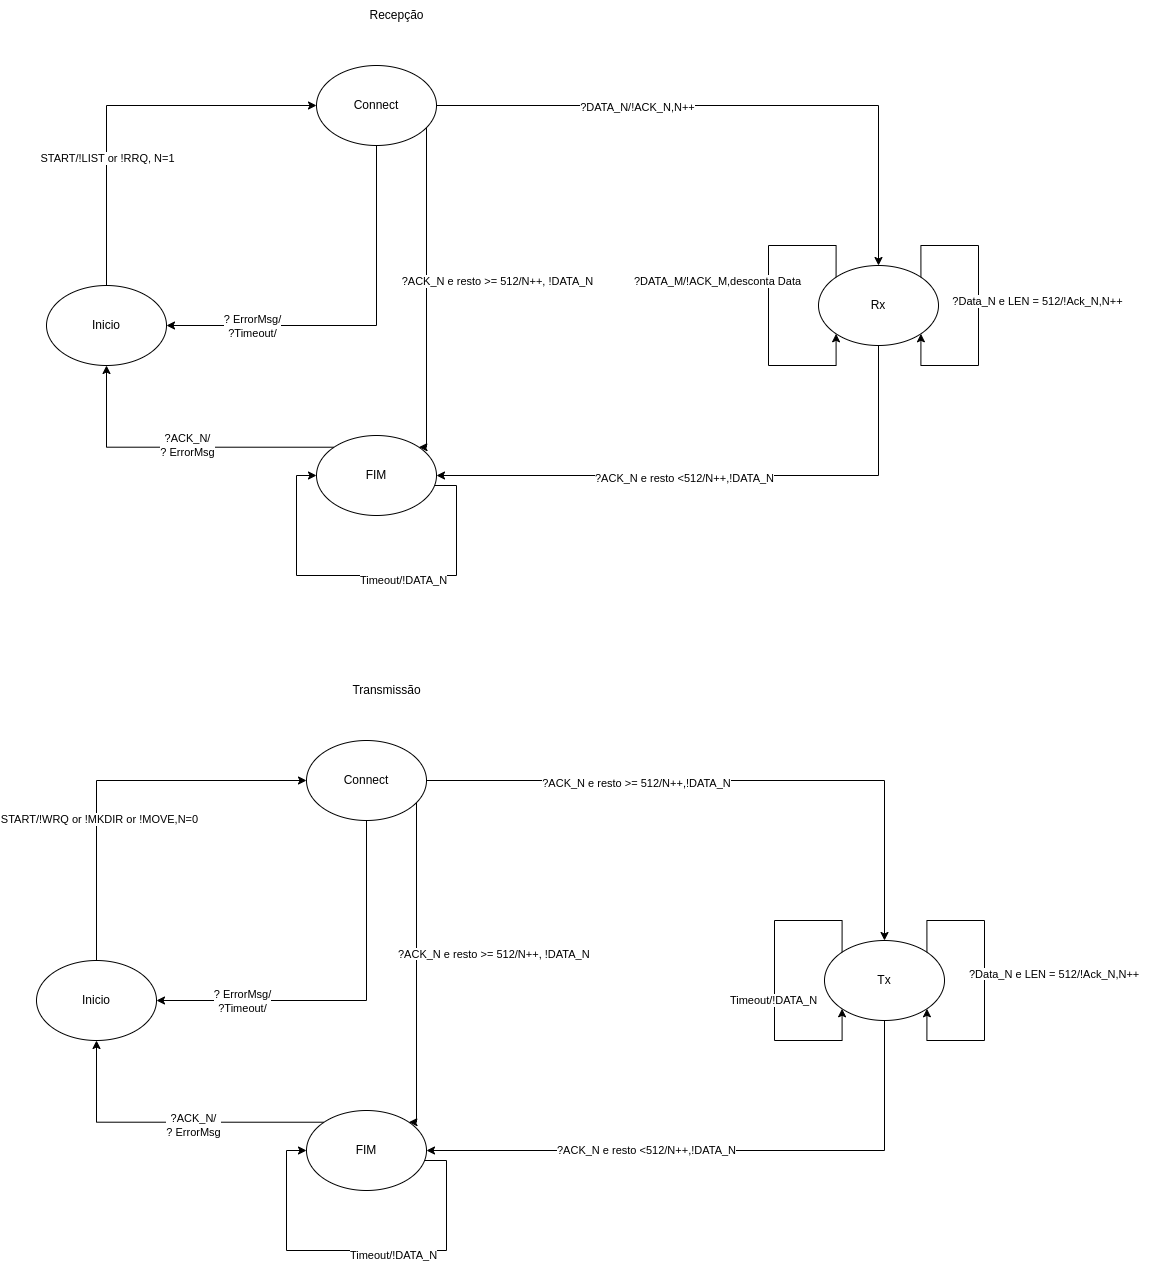 Recepção
Connect
?DATA_N/!ACK_N,N++
START/!LIST or !RRQ, N=1
?ACK_N e resto >= 512/N++, !DATA_N
?DATA_M/!ACK_M,desconta Data
Rx
?Data_N e LEN = 512/!Ack_N,N++
Inicio
? ErrorMsg/
?Timeout/
?ACK_N/
? ErrorMsg
FIM
?ACK_N e resto <512/N++,!DATA_N
Timeout/!DATA_N
Transmissão
Connect
?ACK_N e resto >= 512/N++,!DATA_N
START/!WRQ or !MKDIR or !MOVE,N=0
?ACK_N e resto >= 512/N++, !DATA_N
Tx
?Data_N e LEN = 512/!Ack_N,N++
Timeout/!DATA_N
Inicio
? ErrorMsg/
?Timeout/
?ACK_N/
? ErrorMsg
FIM
?ACK_N e resto <512/N++,!DATA_N
Timeout/!DATA_N